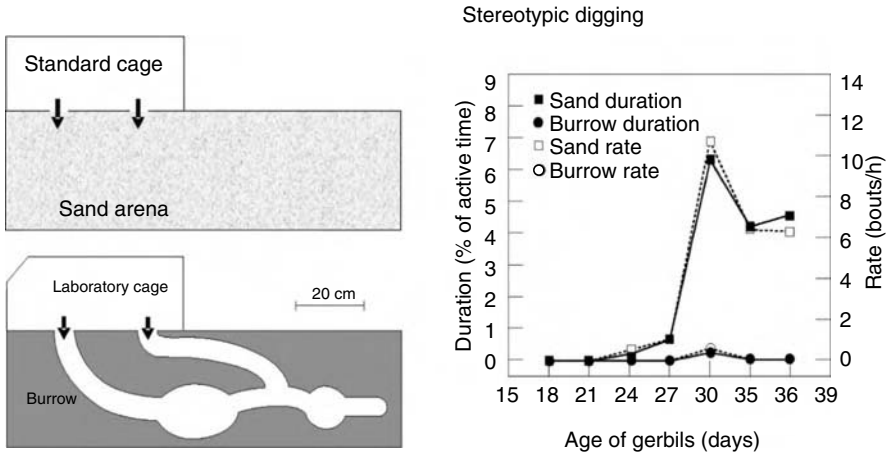 Standard cage
Sand arena
Laboratory cage
20 cm
Burrow
Stereotypic digging
Sand duration
Burrow duration
Sand rate
Burrow rate
Duration (% of active time)
9
8
7
6
5
4
3
2
1
0
14
12
10
8
6
4
2
0
Rate (bouts/h)
15 18 21 24 27 30 35 36 39
Age of gerbils (days)